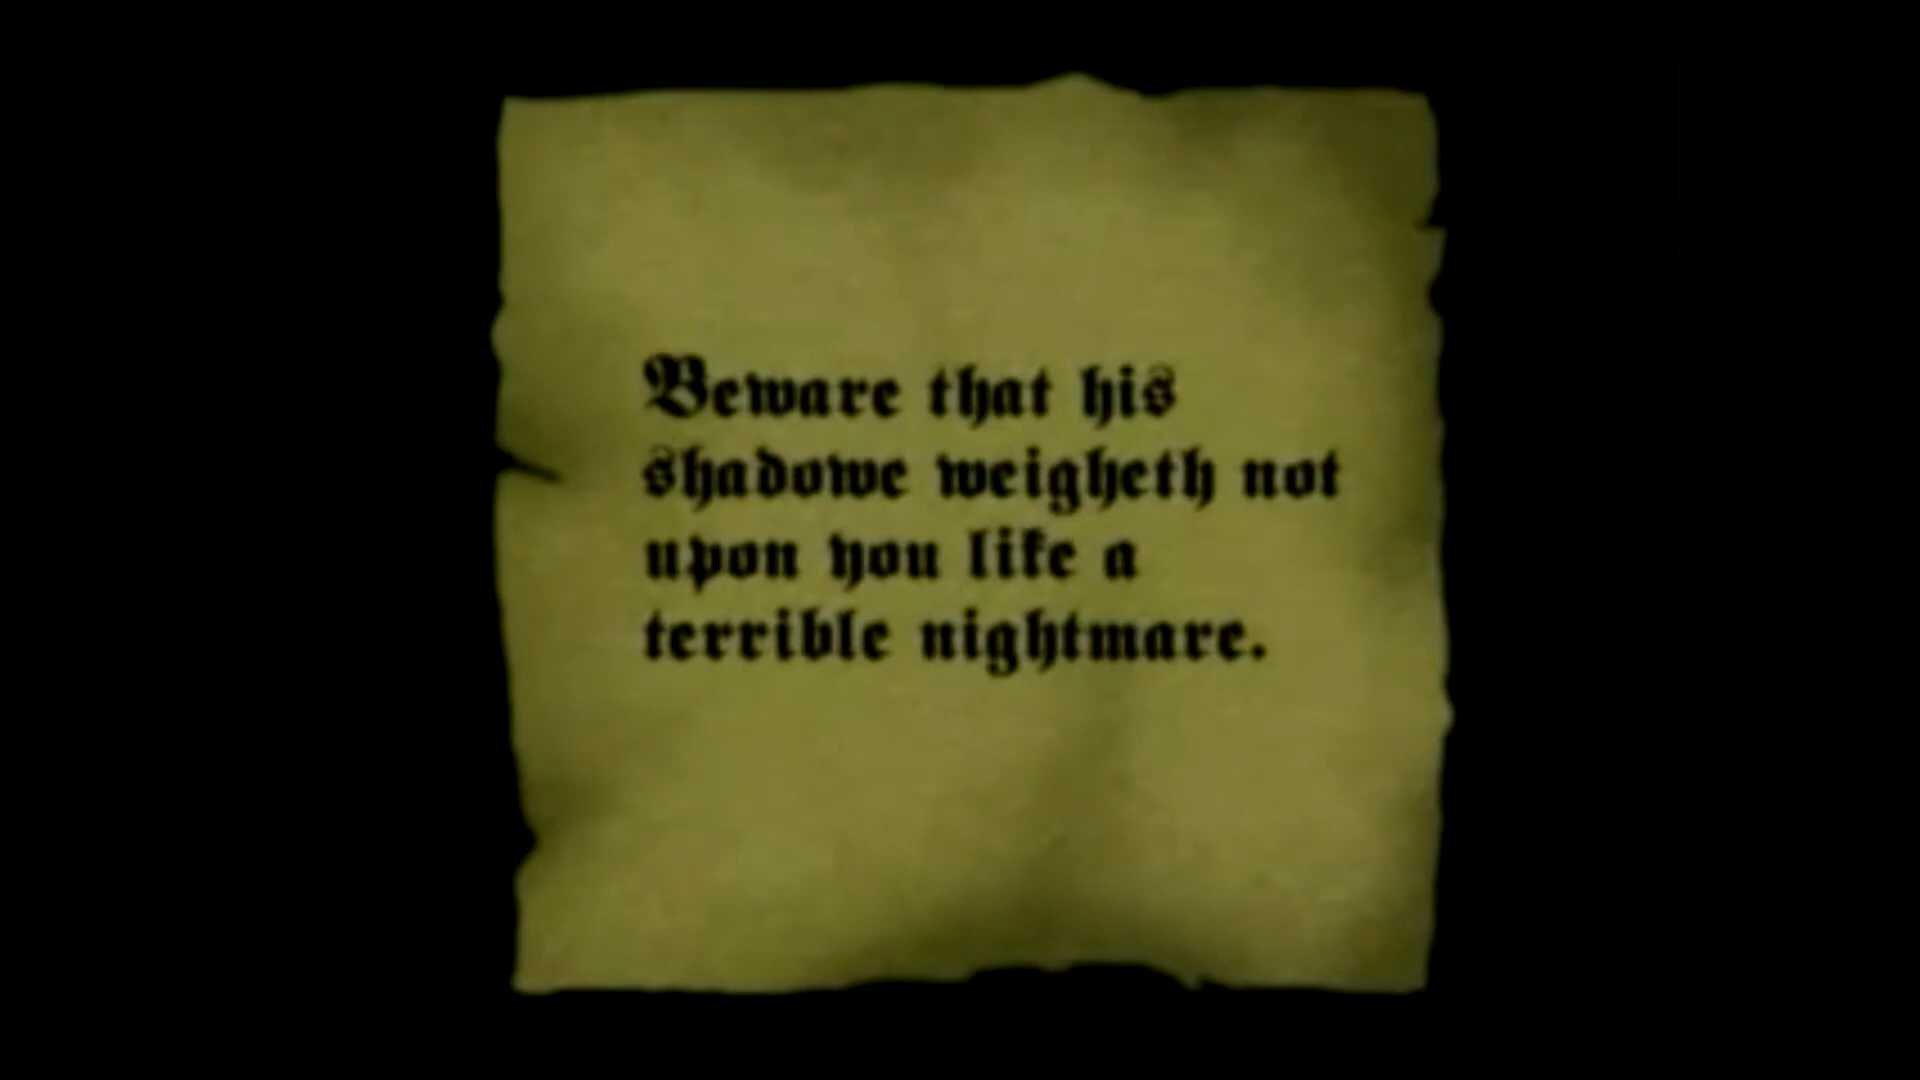 Beware that his
shadowe weigheth not
upon you like a
terrible nightmare.